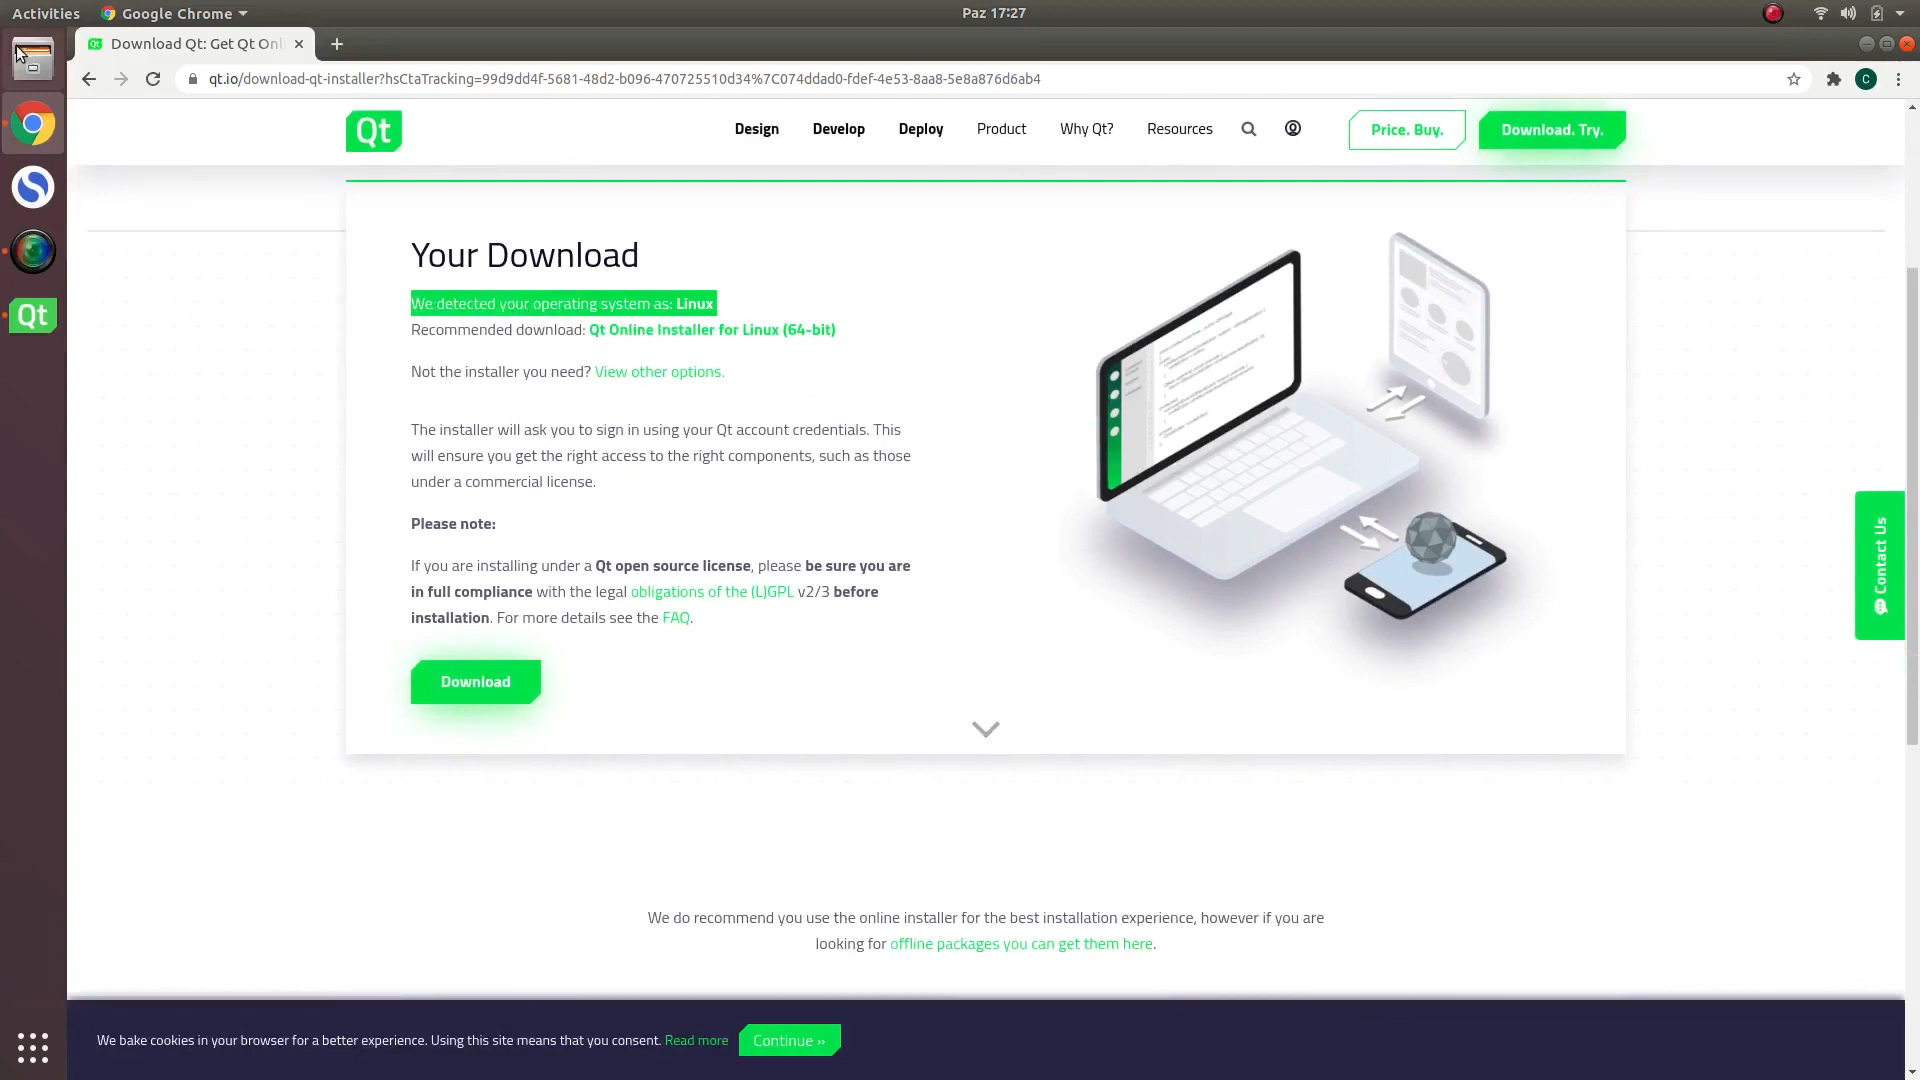 Activities
Google Chrome
Paz 17:27
Qt
Download Qt: Get Qt Onl
qt.io/download-qt-installer?hsCtaTracking=99d9dd4f-5681-48d2-b096-470725510d34%7C074ddad0-fdef-4e53-8aa8-5e8a876d6ab4
C
Qt
Design
Develop
Deploy
Product
Why Qt?
Resources
Price. Buy.
Download. Try.
Your Download
We detected your operating system as: Linux
Recommended download: Qt Online Installer for Linux (64-bit)
Not the installer you need? View other options.
The installer will ask you to sign in using your Qt account credentials. This
will ensure you get the right access to the right components, such as those
under a commercial license.
Please note:
If you are installing under a Qt open source license, please be sure you are
in full compliance with the legal obligations of the (L)GPL v2/3 before
installation. For more details see the FAQ.
Download
Contact Us
Qt
We do recommend you use the online installer for the best installation experience, however if you are
looking for offline packages you can get them here.
We bake cookies in your browser for a better experience. Using this site means that you consent. Read more
Continue »